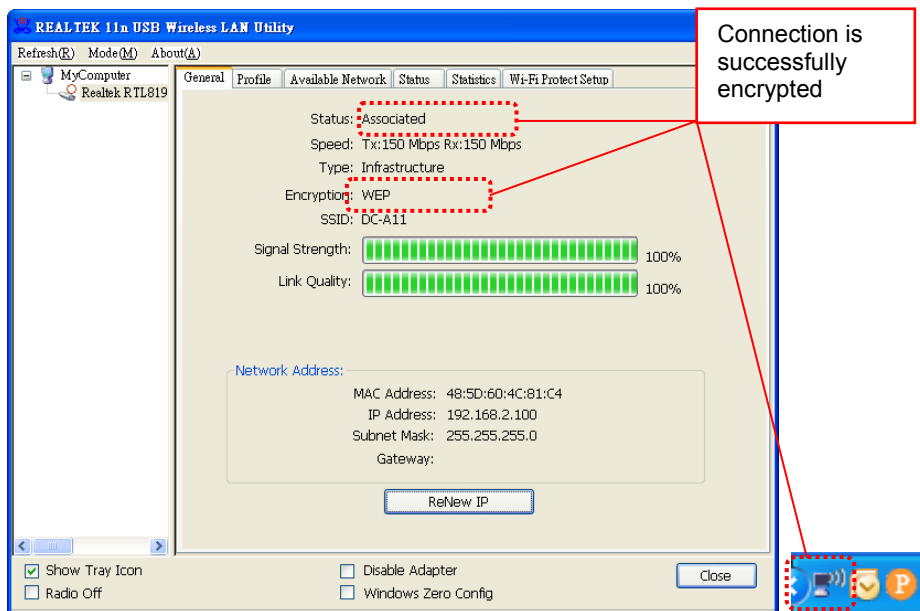 REALTEK 11n USB Wireless LAN Utility
Connection is
successfully
encrypted
Refresh(R) Mode(M) About(A)
MyComputer
Realtek RTL819
General Profile Available Network Status Statistics Wi-Fi Protect Setup
Status: Associated
Speed: Tx:150 Mbps Rx:150 Mbps
Type: Infrastructure
Encryption: WEP
SSID: DC-A11
Signal Strength: 100%
Link Quality: 100%
Network Address:
MAC Address: 48:5D:60:4C:81:C4
IP Address: 192.168.2.100
Subnet Mask: 255.255.255.0
Gateway:
ReNew IP
Show Tray Icon
Radio Off
Disable Adapter
Windows Zero Config
Close
P